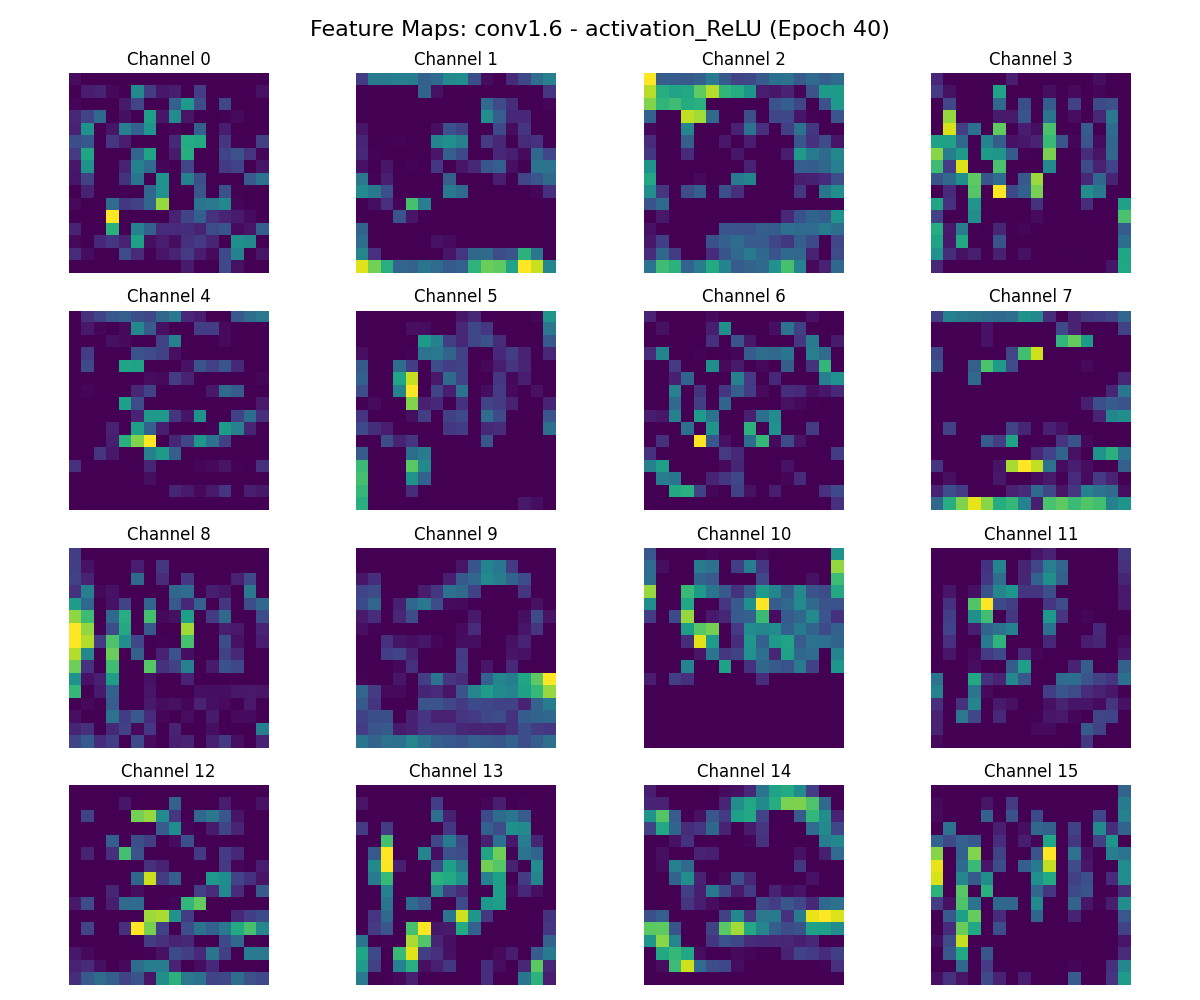 Feature Maps: conv1.6 - activation_ReLU (Epoch 40)
Channel 0
Channel 1
Channel 2
Channel 3
Channel 4
Channel 5
Channel 6
Channel 7
Channel 8
Channel 9
Channel 10
Channel 11
Channel 12
Channel 13
Channel 14
Channel 15